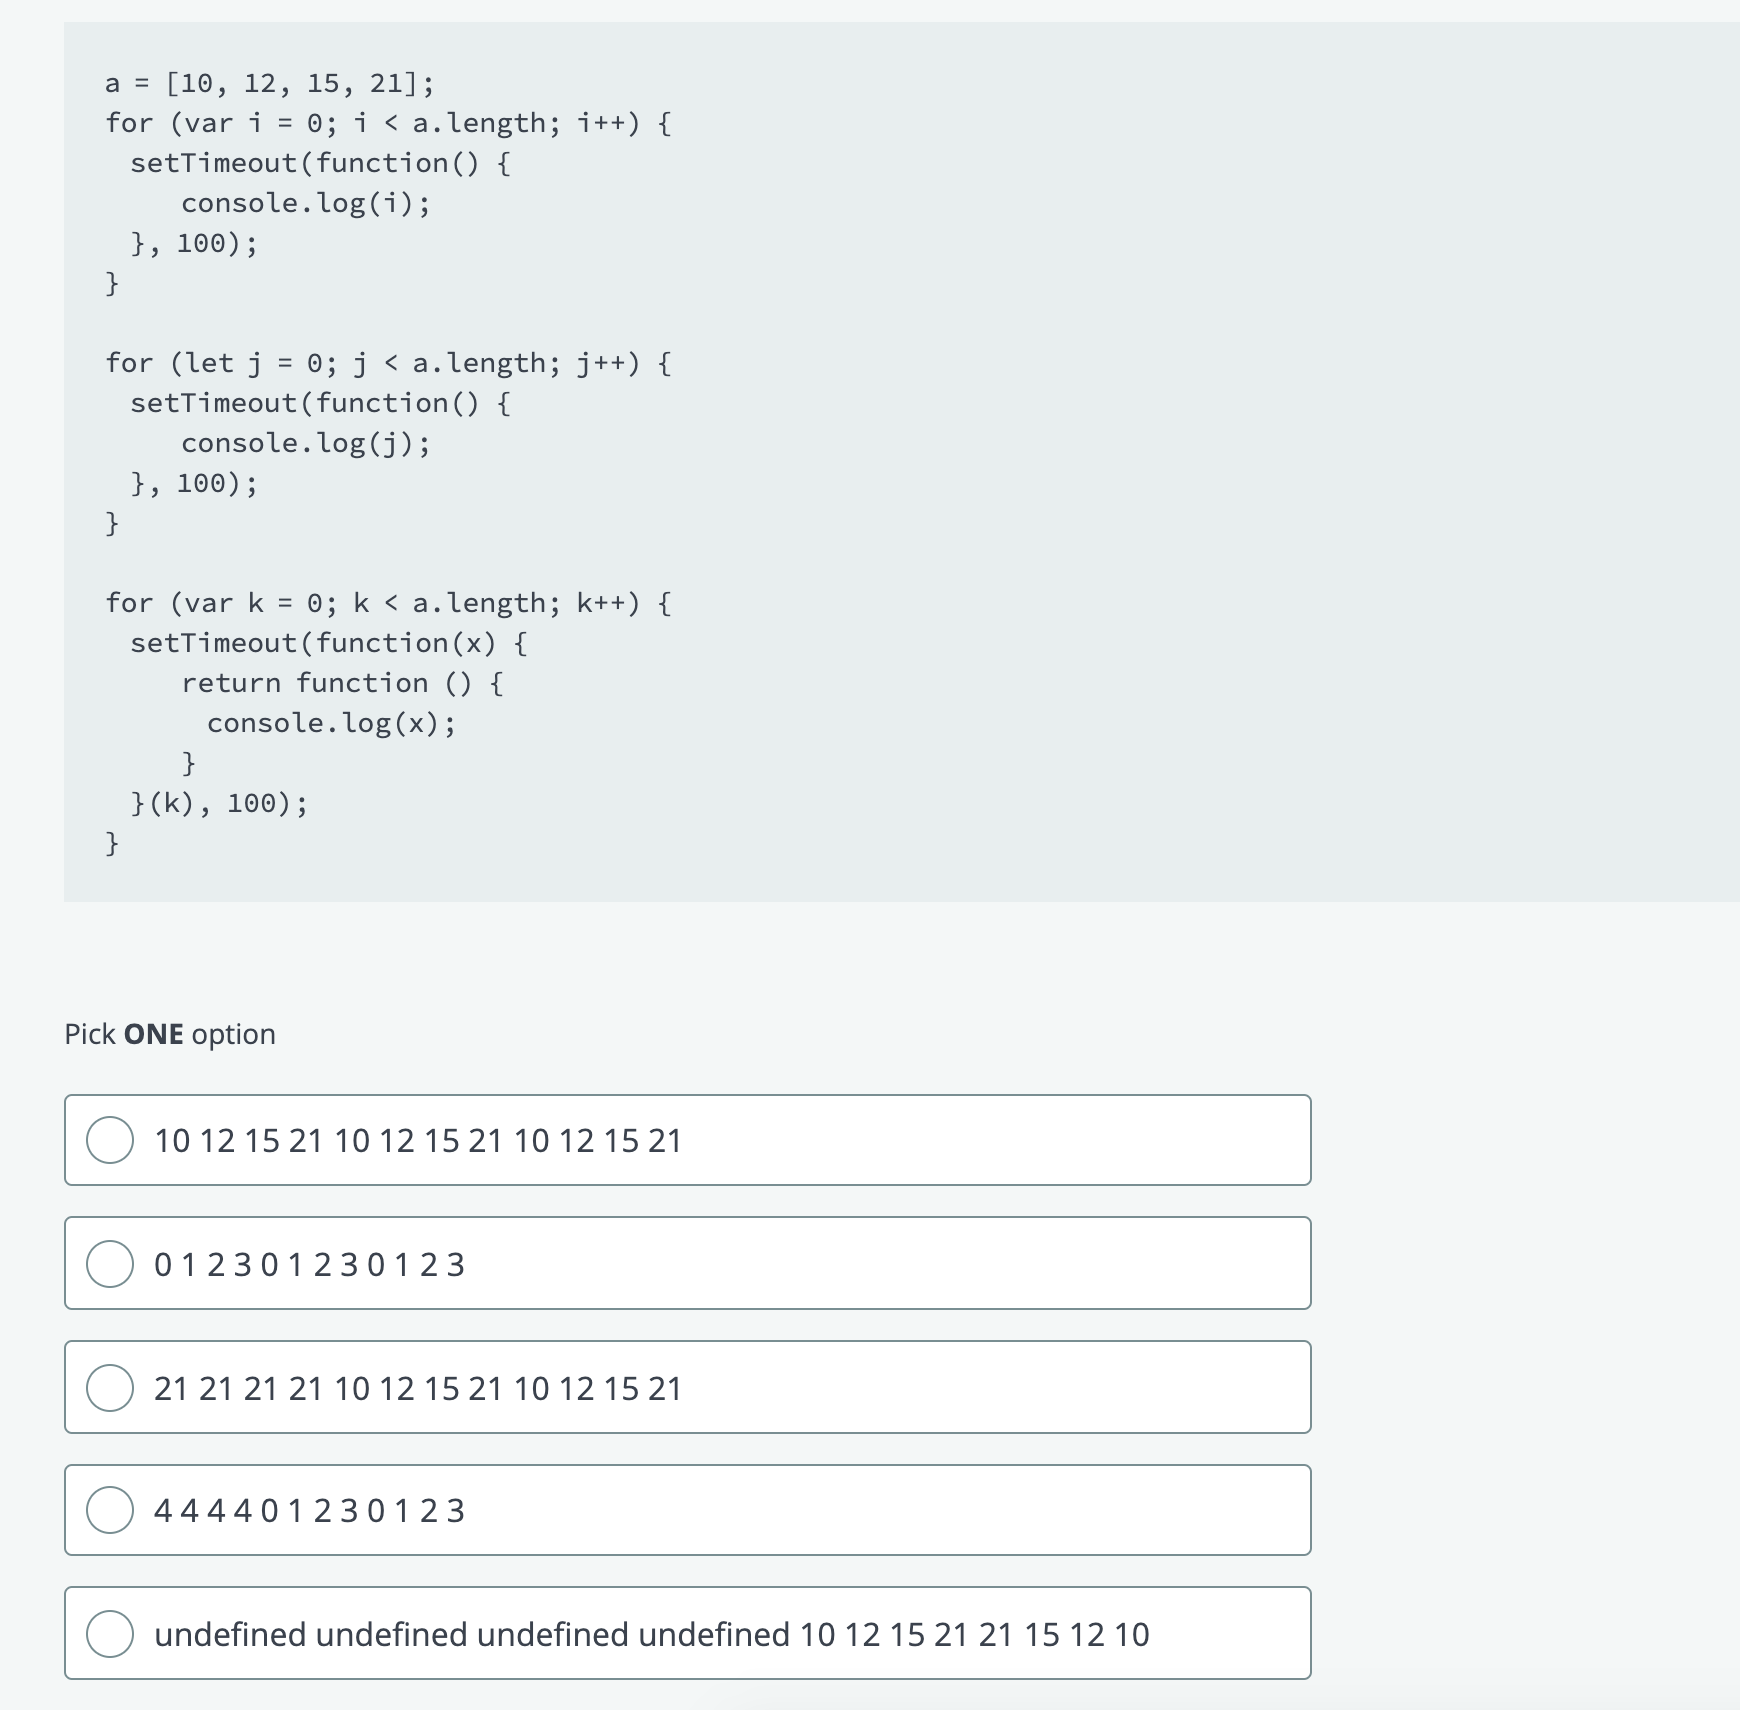 a = [10, 12, 15, 21];
for (var i = 0; i < a.length; i++) {
  setTimeout(function() {
      console.log(i);
  }, 100);
}

for (let j = 0; j < a.length; j++) {
  setTimeout(function() {
      console.log(j);
  }, 100);
}

for (var k = 0; k < a.length; k++) {
  setTimeout(function(x) {
      return function () {
        console.log(x);
      }
  }(k), 100);
}
Pick ONE option
10 12 15 21 10 12 15 21 10 12 15 21
0 1 2 3 0 1 2 3 0 1 2 3
21 21 21 21 10 12 15 21 10 12 15 21
4 4 4 4 0 1 2 3 0 1 2 3
undefined undefined undefined undefined 10 12 15 21 21 15 12 10